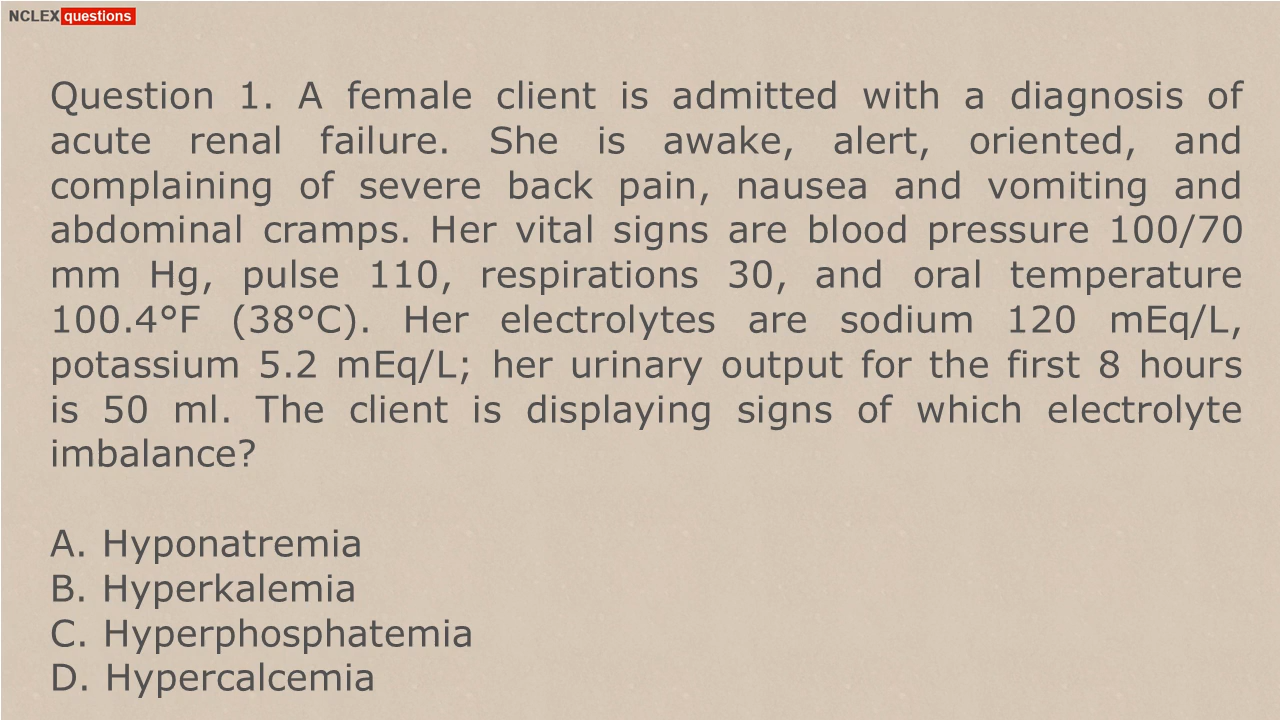 NCLEX questions
Question 1. A female client is admitted with a diagnosis of
acute renal failure. She is awake, alert, oriented, and
complaining of severe back pain, nausea and vomiting and
abdominal cramps. Her vital signs are blood pressure 100/70
mm Hg, pulse 110, respirations 30, and oral temperature
100.4°F (38°C). Her electrolytes are sodium 120 mEq/L,
potassium 5.2 mEq/L; her urinary output for the first 8 hours
is 50 ml. The client is displaying signs of which electrolyte
imbalance?
A. Hyponatremia
B. Hyperkalemia
C. Hyperphosphatemia
D. Hypercalcemia